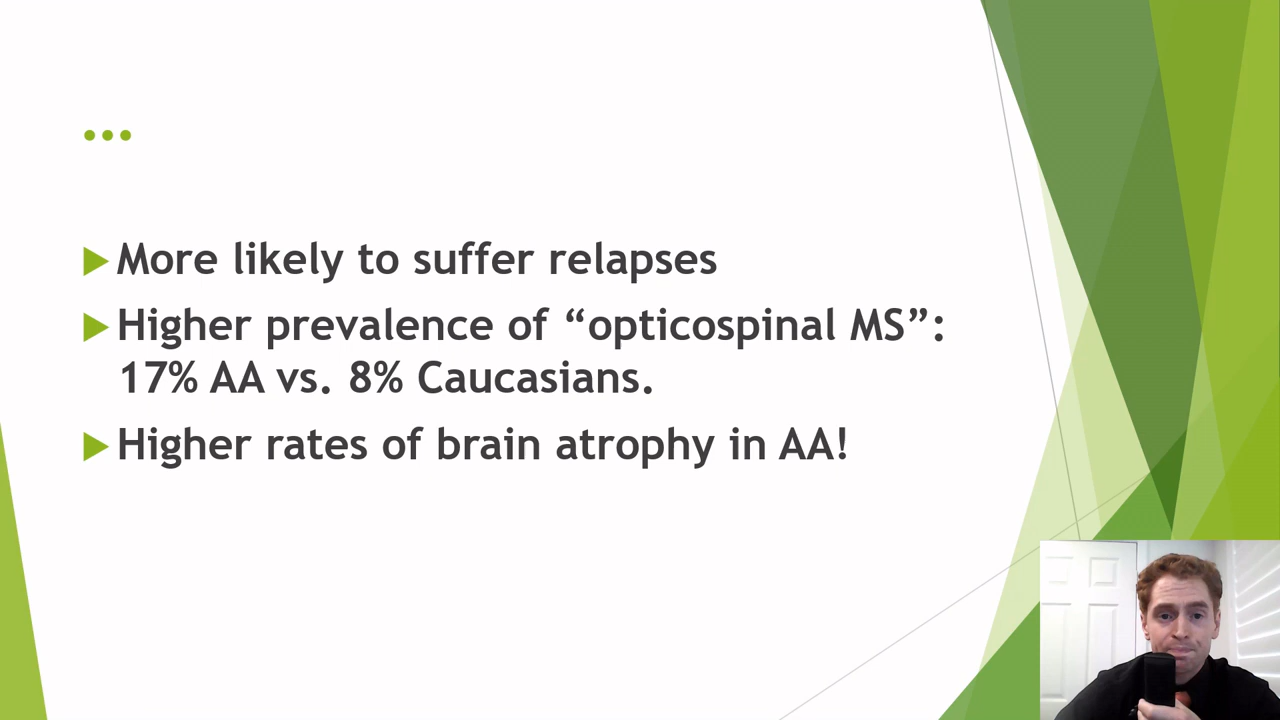 ...
More likely to suffer relapses
Higher prevalence of “opticospinal MS”:
17% AA vs. 8% Caucasians.
Higher rates of brain atrophy in AA!